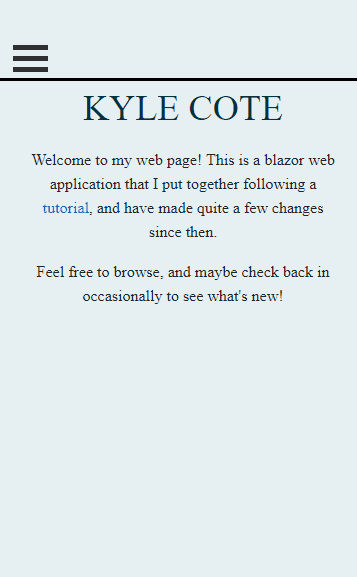 KYLE COTE
Welcome to my web page! This is a blazor web
application that I put together following a
tutorial, and have made quite a few changes
since then.
Feel free to browse, and maybe check back in
occasionally to see what's new!